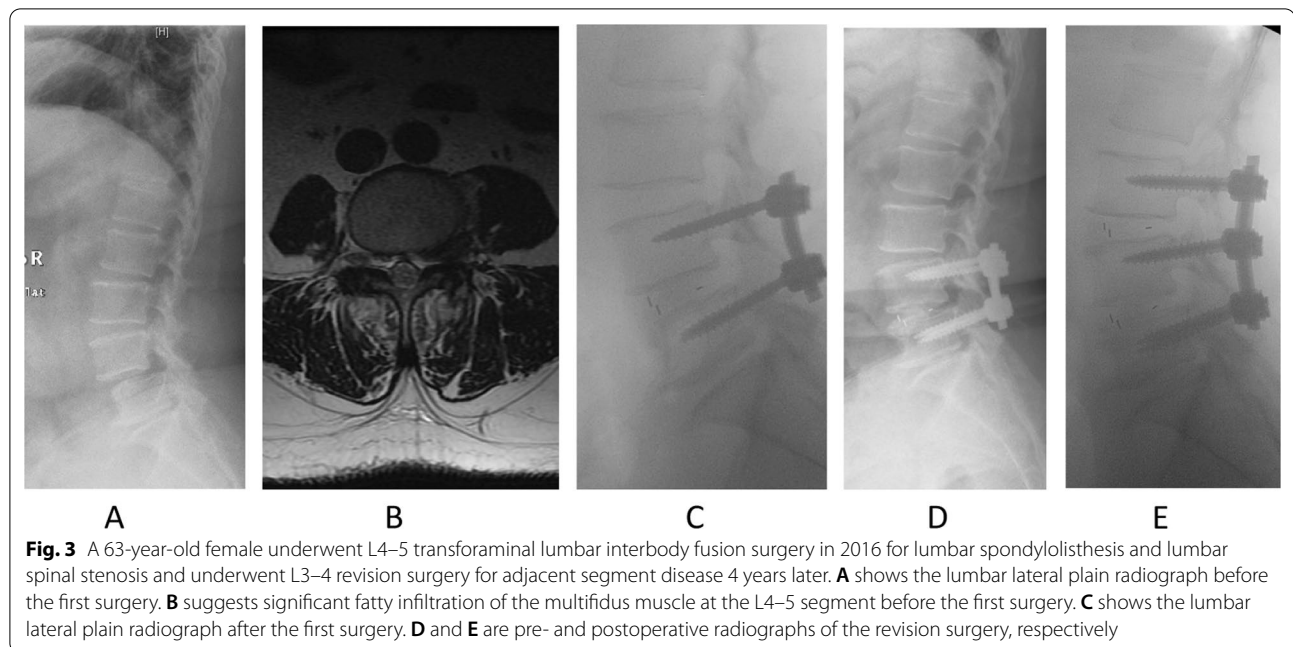 [H]
R
lat
A B C D E
Fig. 3 A 63-year-old female underwent L4–5 transforaminal lumbar interbody fusion surgery in 2016 for lumbar spondylolisthesis and lumbar
spinal stenosis and underwent L3–4 revision surgery for adjacent segment disease 4 years later. A shows the lumbar lateral plain radiograph before
the first surgery. B suggests significant fatty infiltration of the multifidus muscle at the L4–5 segment before the first surgery. C shows the lumbar
lateral plain radiograph after the first surgery. D and E are pre- and postoperative radiographs of the revision surgery, respectively